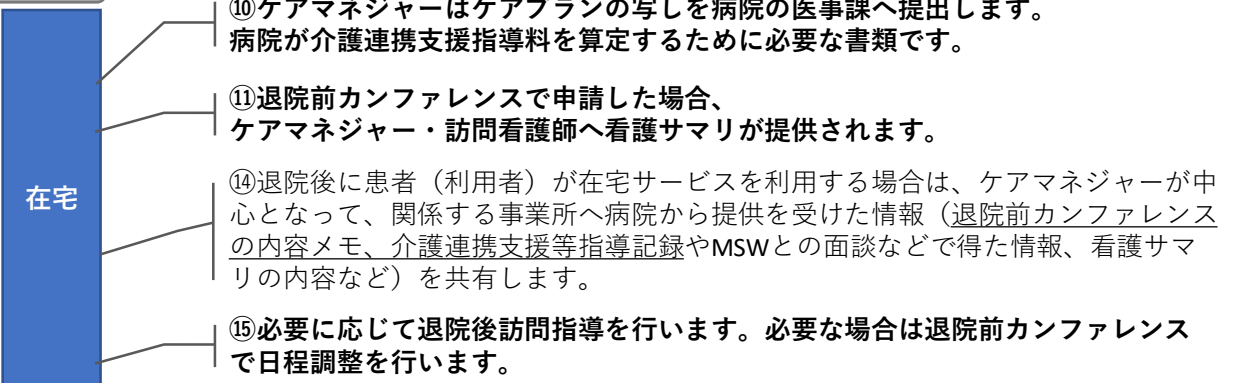 ⑩ケアマネジャーはケアプランの写しを病院の医事課へ提出します。
病院が介護連携支援指導料を算定するために必要な書類です。
⑪退院前カンファレンスで申請した場合、
ケアマネジャー・訪問看護師へ看護サマリが提供されます。
在宅
⑭退院後に患者（利用者）が在宅サービスを利用する場合は、ケアマネジャーが中
心となって、関係する事業所へ病院から提供を受けた情報（退院前カンファレンス
の内容メモ、介護連携支援等指導記録やMSWとの面談などで得た情報、看護サマ
リの内容など）を共有します。
⑮必要に応じて退院後訪問指導を行います。必要な場合は退院前カンファレンス
で日程調整を行います。